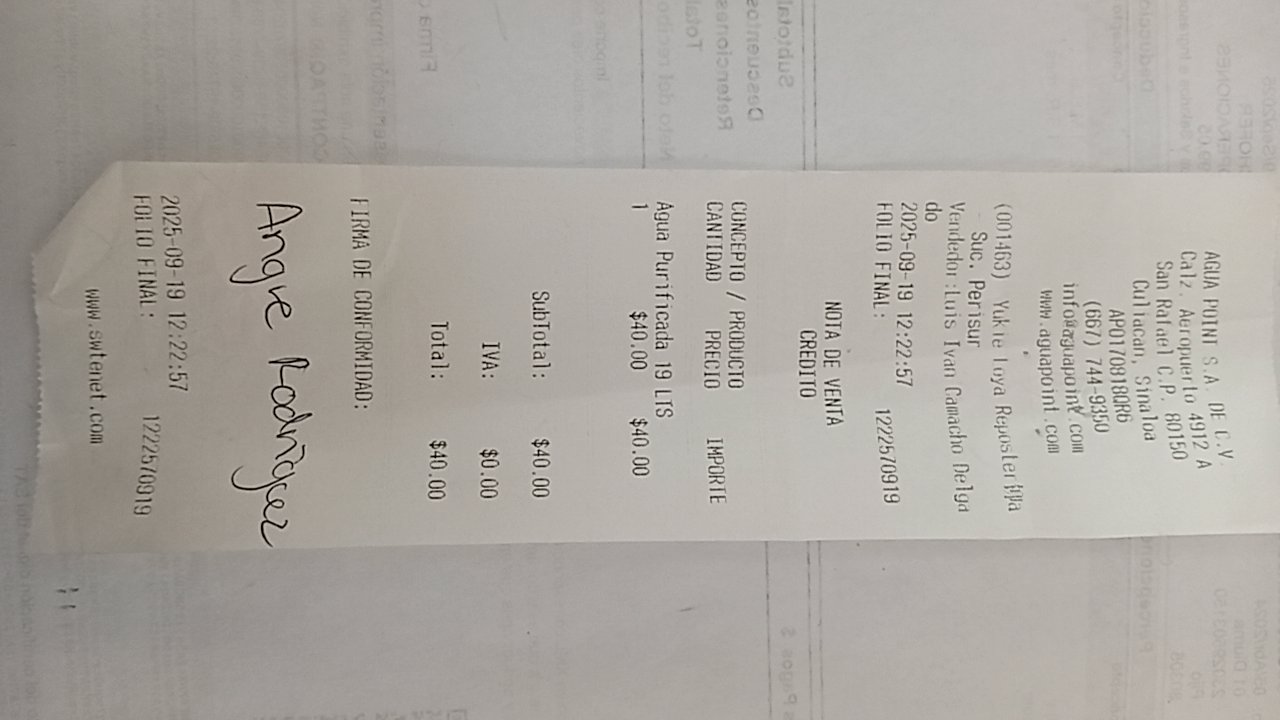 AGUA POINT S.A. DE C.V.
Calz. Aeropuerto 4912 A
San Rafael C.P. 80150
Culiacan, Sinaloa
APO170818QR6
(667) 744-9350
info@aguapoint.com
www.aguapoint.com
(001463) Yukie Loya Reposteria
- Suc. Perisur
Vendedor:Luis Ivan Camacho Delga
do
2025-09-19 12:22:57
FOLIO FINAL: 1222570919
NOTA DE VENTA
CREDITO
CONCEPTO / PRODUCTO
CANTIDAD PRECIO IMPORTE
Agua Purificada 19 LTS
1 $40.00 $40.00
SubTotal: $40.00
IVA: $0.00
Total: $40.00
FIRMA DE CONFORMIDAD:
Angie Rodríguez
2025-09-19 12:22:57
FOLIO FINAL: 1222570919
www.swtenet.com